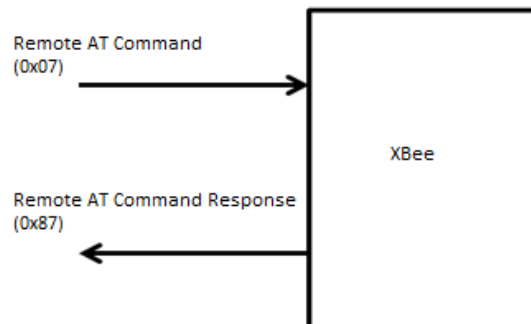 Remote AT Command
(0x07)
XBee
Remote AT Command Response
(0x87)